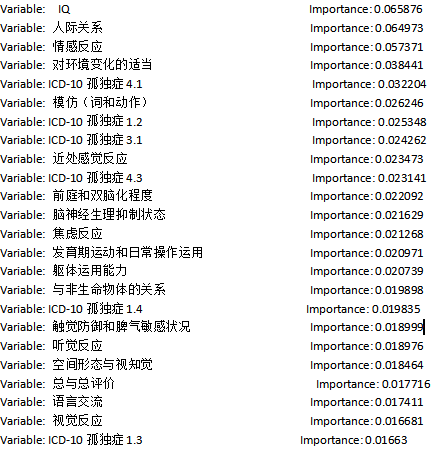 Variable: IQ Importance: 0.065876
Variable: 人际关系 Importance: 0.064973
Variable: 情感反应 Importance: 0.057371
Variable: 对环境变化的适当 Importance: 0.038441
Variable: ICD-10 孤独症 4.1 Importance: 0.032204
Variable: 模仿（词和动作） Importance: 0.026246
Variable: ICD-10 孤独症 1.2 Importance: 0.025348
Variable: ICD-10 孤独症 3.1 Importance: 0.024262
Variable: 近处感觉反应 Importance: 0.023473
Variable: ICD-10 孤独症 4.3 Importance: 0.023141
Variable: 前庭和双脑化程度 Importance: 0.022092
Variable: 脑神经生理抑制状态 Importance: 0.021629
Variable: 焦虑反应 Importance: 0.021268
Variable: 发育期运动和日常操作运用 Importance: 0.020971
Variable: 躯体运用能力 Importance: 0.020739
Variable: 与非生命物体的关系 Importance: 0.019898
Variable: ICD-10 孤独症 1.4 Importance: 0.019835
Variable: 触觉防御和脾气敏感状况 Importance: 0.018999
Variable: 听觉反应 Importance: 0.018976
Variable: 空间形态与视知觉 Importance: 0.018464
Variable: 总与总评价 Importance: 0.017716
Variable: 语言交流 Importance: 0.017411
Variable: 视觉反应 Importance: 0.016681
Variable: ICD-10 孤独症 1.3 Importance: 0.01663